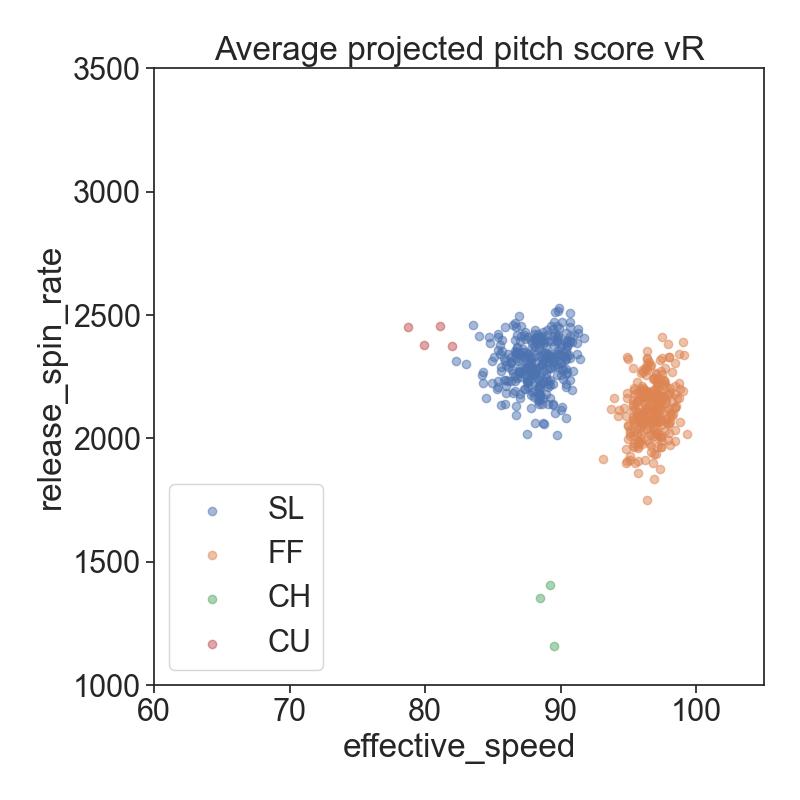 Average projected pitch score vR
release_spin_rate
3500
3000
2500
2000
1500
1000
SL
FF
CH
CU
60 70 80 90 100
effective_speed